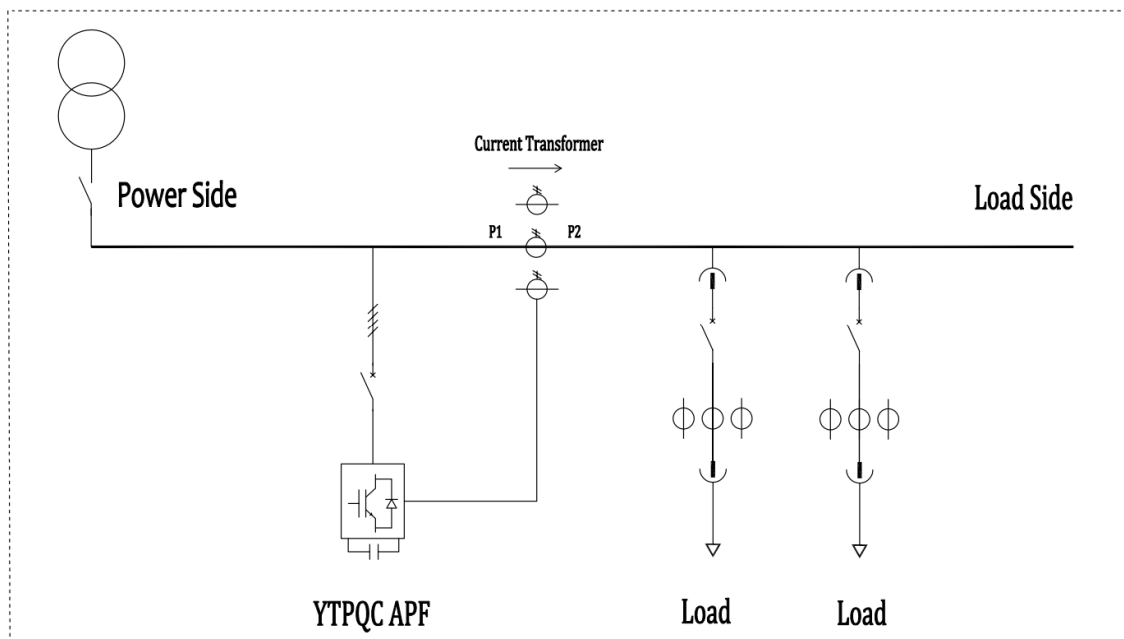 Current Transformer
Power Side
Load Side
P1
P2
YTPQC APF
Load
Load